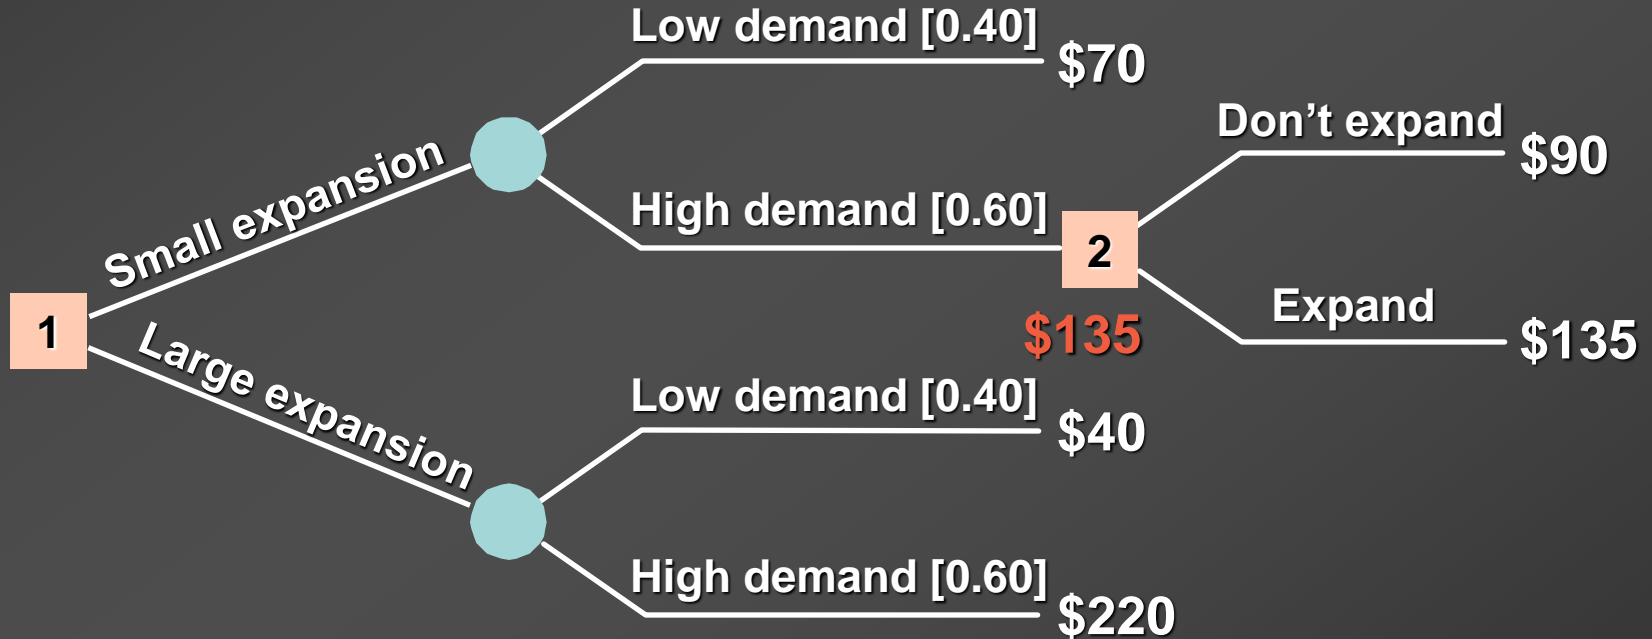 Low demand [0.40]
$70
Don’t expand
$90
Small expansion
High demand [0.60]
2
Expand
$135
$135
1
Large expansion
Low demand [0.40]
$40
High demand [0.60]
$220